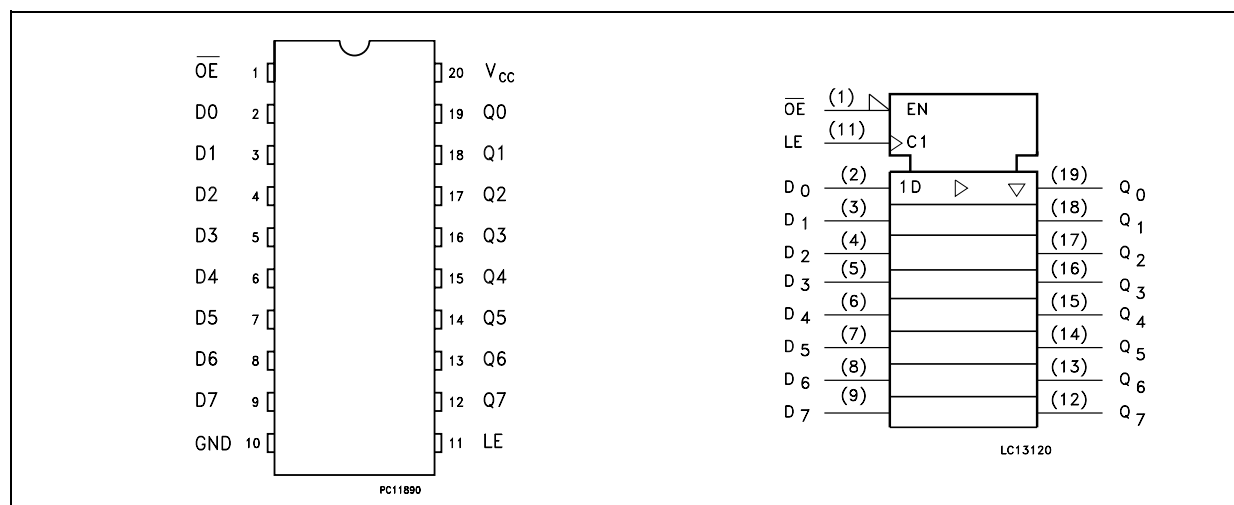 O̅E̅ 1 20 VCC
D0 2 19 Q0
D1 3 18 Q1
D2 4 17 Q2
D3 5 16 Q3
D4 6 15 Q4
D5 7 14 Q5
D6 8 13 Q6
D7 9 12 Q7
GND 10 11 LE
PC11890
O̅E̅ (1) EN
LE (11) C1
D0 (2) 1D (19) Q0
D1 (3) (18) Q1
D2 (4) (17) Q2
D3 (5) (16) Q3
D4 (6) (15) Q4
D5 (7) (14) Q5
D6 (8) (13) Q6
D7 (9) (12) Q7
LC13120